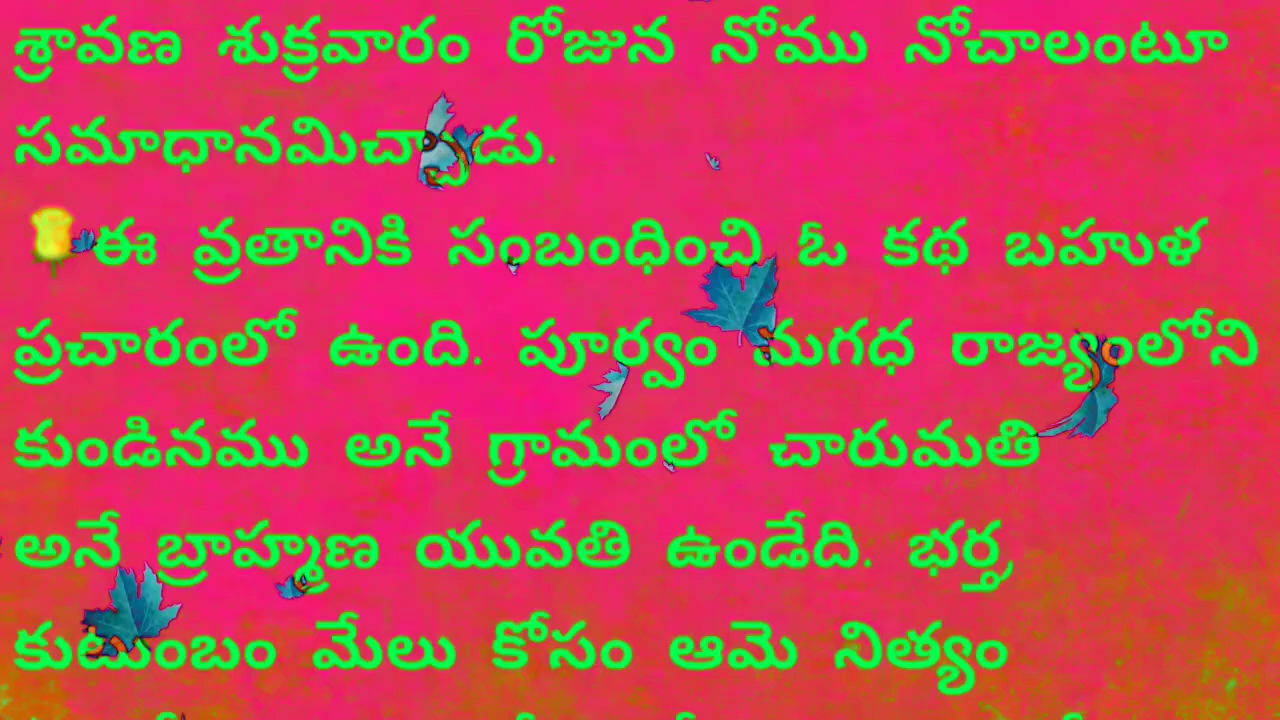 శ్రావణ శుక్రవారం రోజున నోము నోచాలంటూ
సమాధానమిచ్చాడు.
ఈ వ్రతానికి సంబంధించి ఓ కథ బహుళ
ప్రచారంలో ఉంది. పూర్వం మగధ రాజ్యంలోని
కుండినము అనే గ్రామంలో చారుమతి
అనే బ్రాహ్మణ యువతి ఉండేది. భర్త,
కుటుంబం మేలు కోసం ఆమె నిత్యం